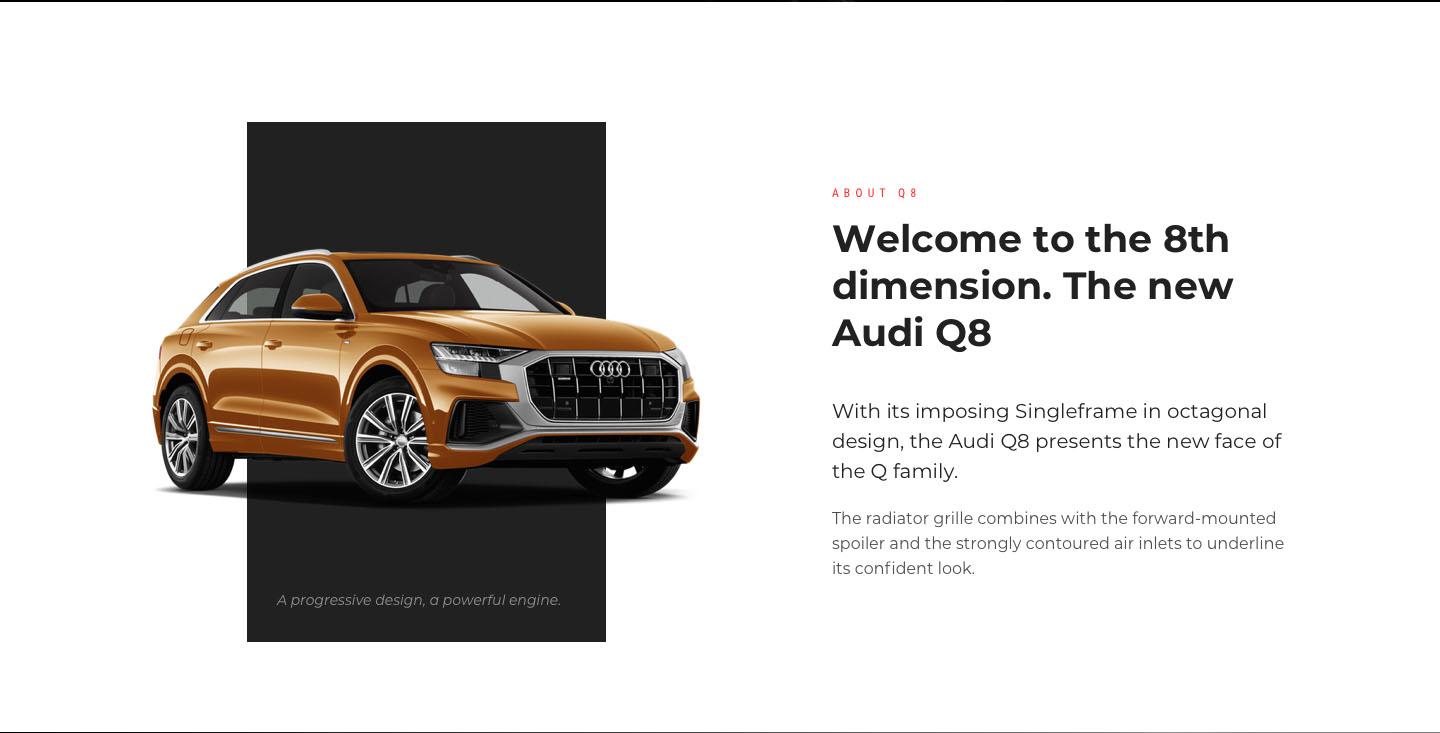 ABOUT Q8
Welcome to the 8th
dimension. The new
Audi Q8
With its imposing Singleframe in octagonal
design, the Audi Q8 presents the new face of
the Q family.
The radiator grille combines with the forward-mounted
spoiler and the strongly contoured air inlets to underline
its confident look.
A progressive design, a powerful engine.